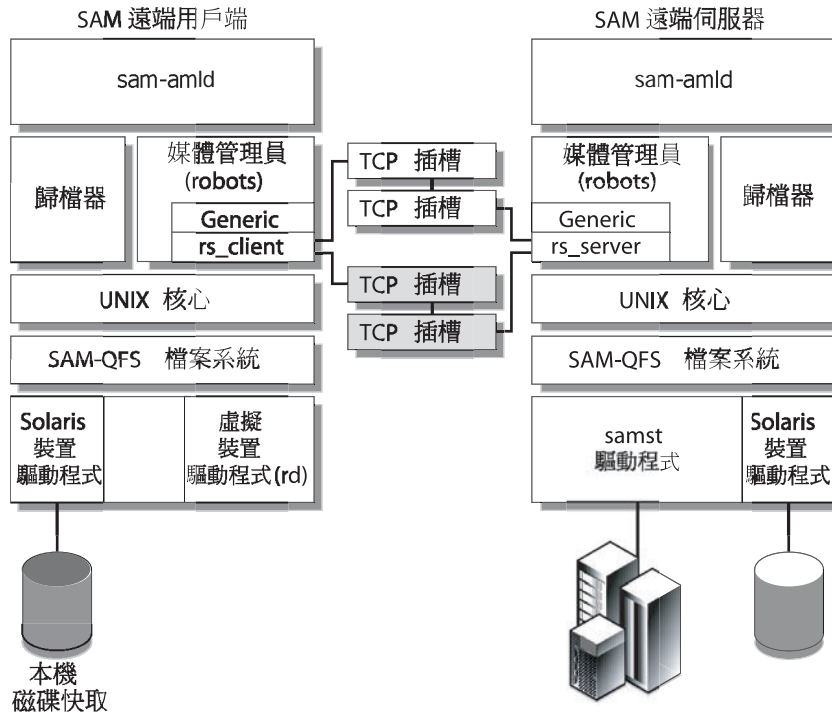 SAM 遠端用戶端
sam-amld
歸檔器
媒體管理員
(robots)
Generic
rs_client
UNIX 核心
SAM-QFS 檔案系統
Solaris
裝置
驅動程式
虛擬
裝置
驅動程式(rd)
本機
磁碟快取
TCP 插槽
TCP 插槽
TCP 插槽
TCP 插槽
SAM 遠端伺服器
sam-amld
媒體管理員
(robots)
Generic
rs_server
歸檔器
UNIX 核心
SAM-QFS 檔案系統
samst
驅動程式
Solaris
裝置
驅動程式